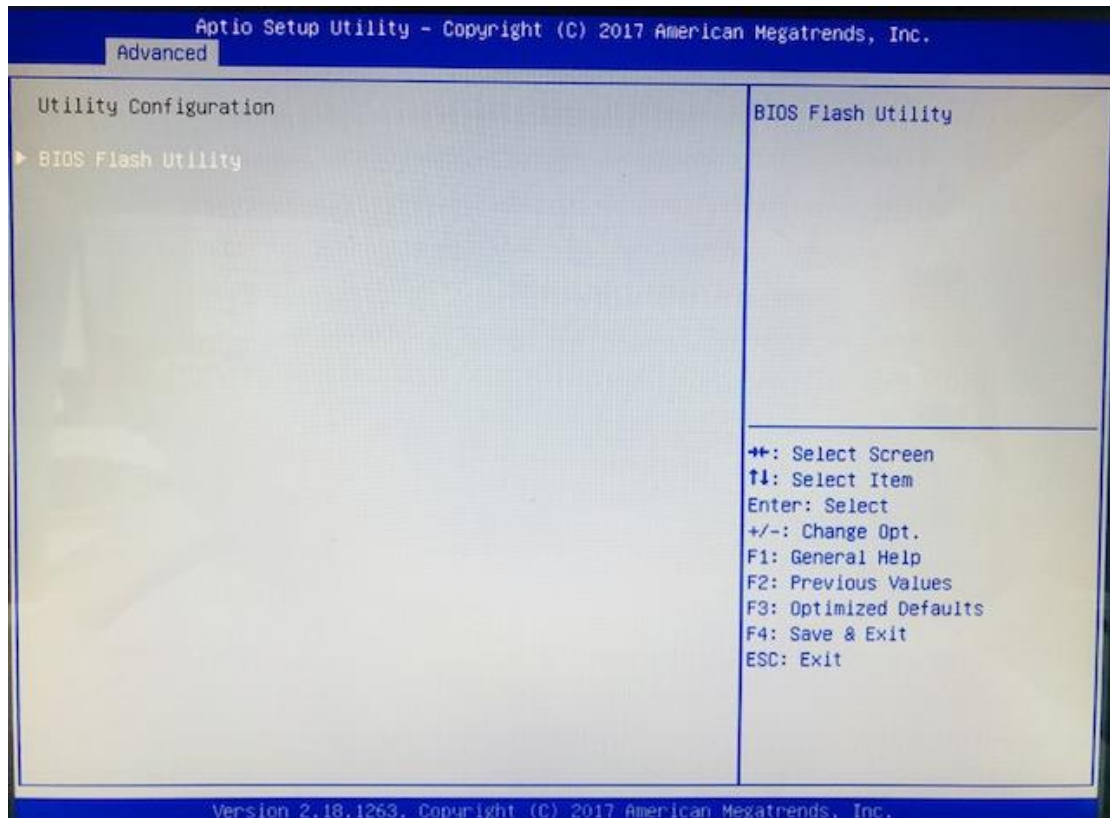 Aptio Setup Utility - Copyright (C) 2017 American Megatrends, Inc.
Advanced
Utility Configuration
BIOS Flash Utility
► BIOS Flash Utility
→←: Select Screen
↑↓: Select Item
Enter: Select
+/-: Change Opt.
F1: General Help
F2: Previous Values
F3: Optimized Defaults
F4: Save & Exit
ESC: Exit
Version 2.18.1263. Copyright (C) 2017 American Megatrends, Inc.